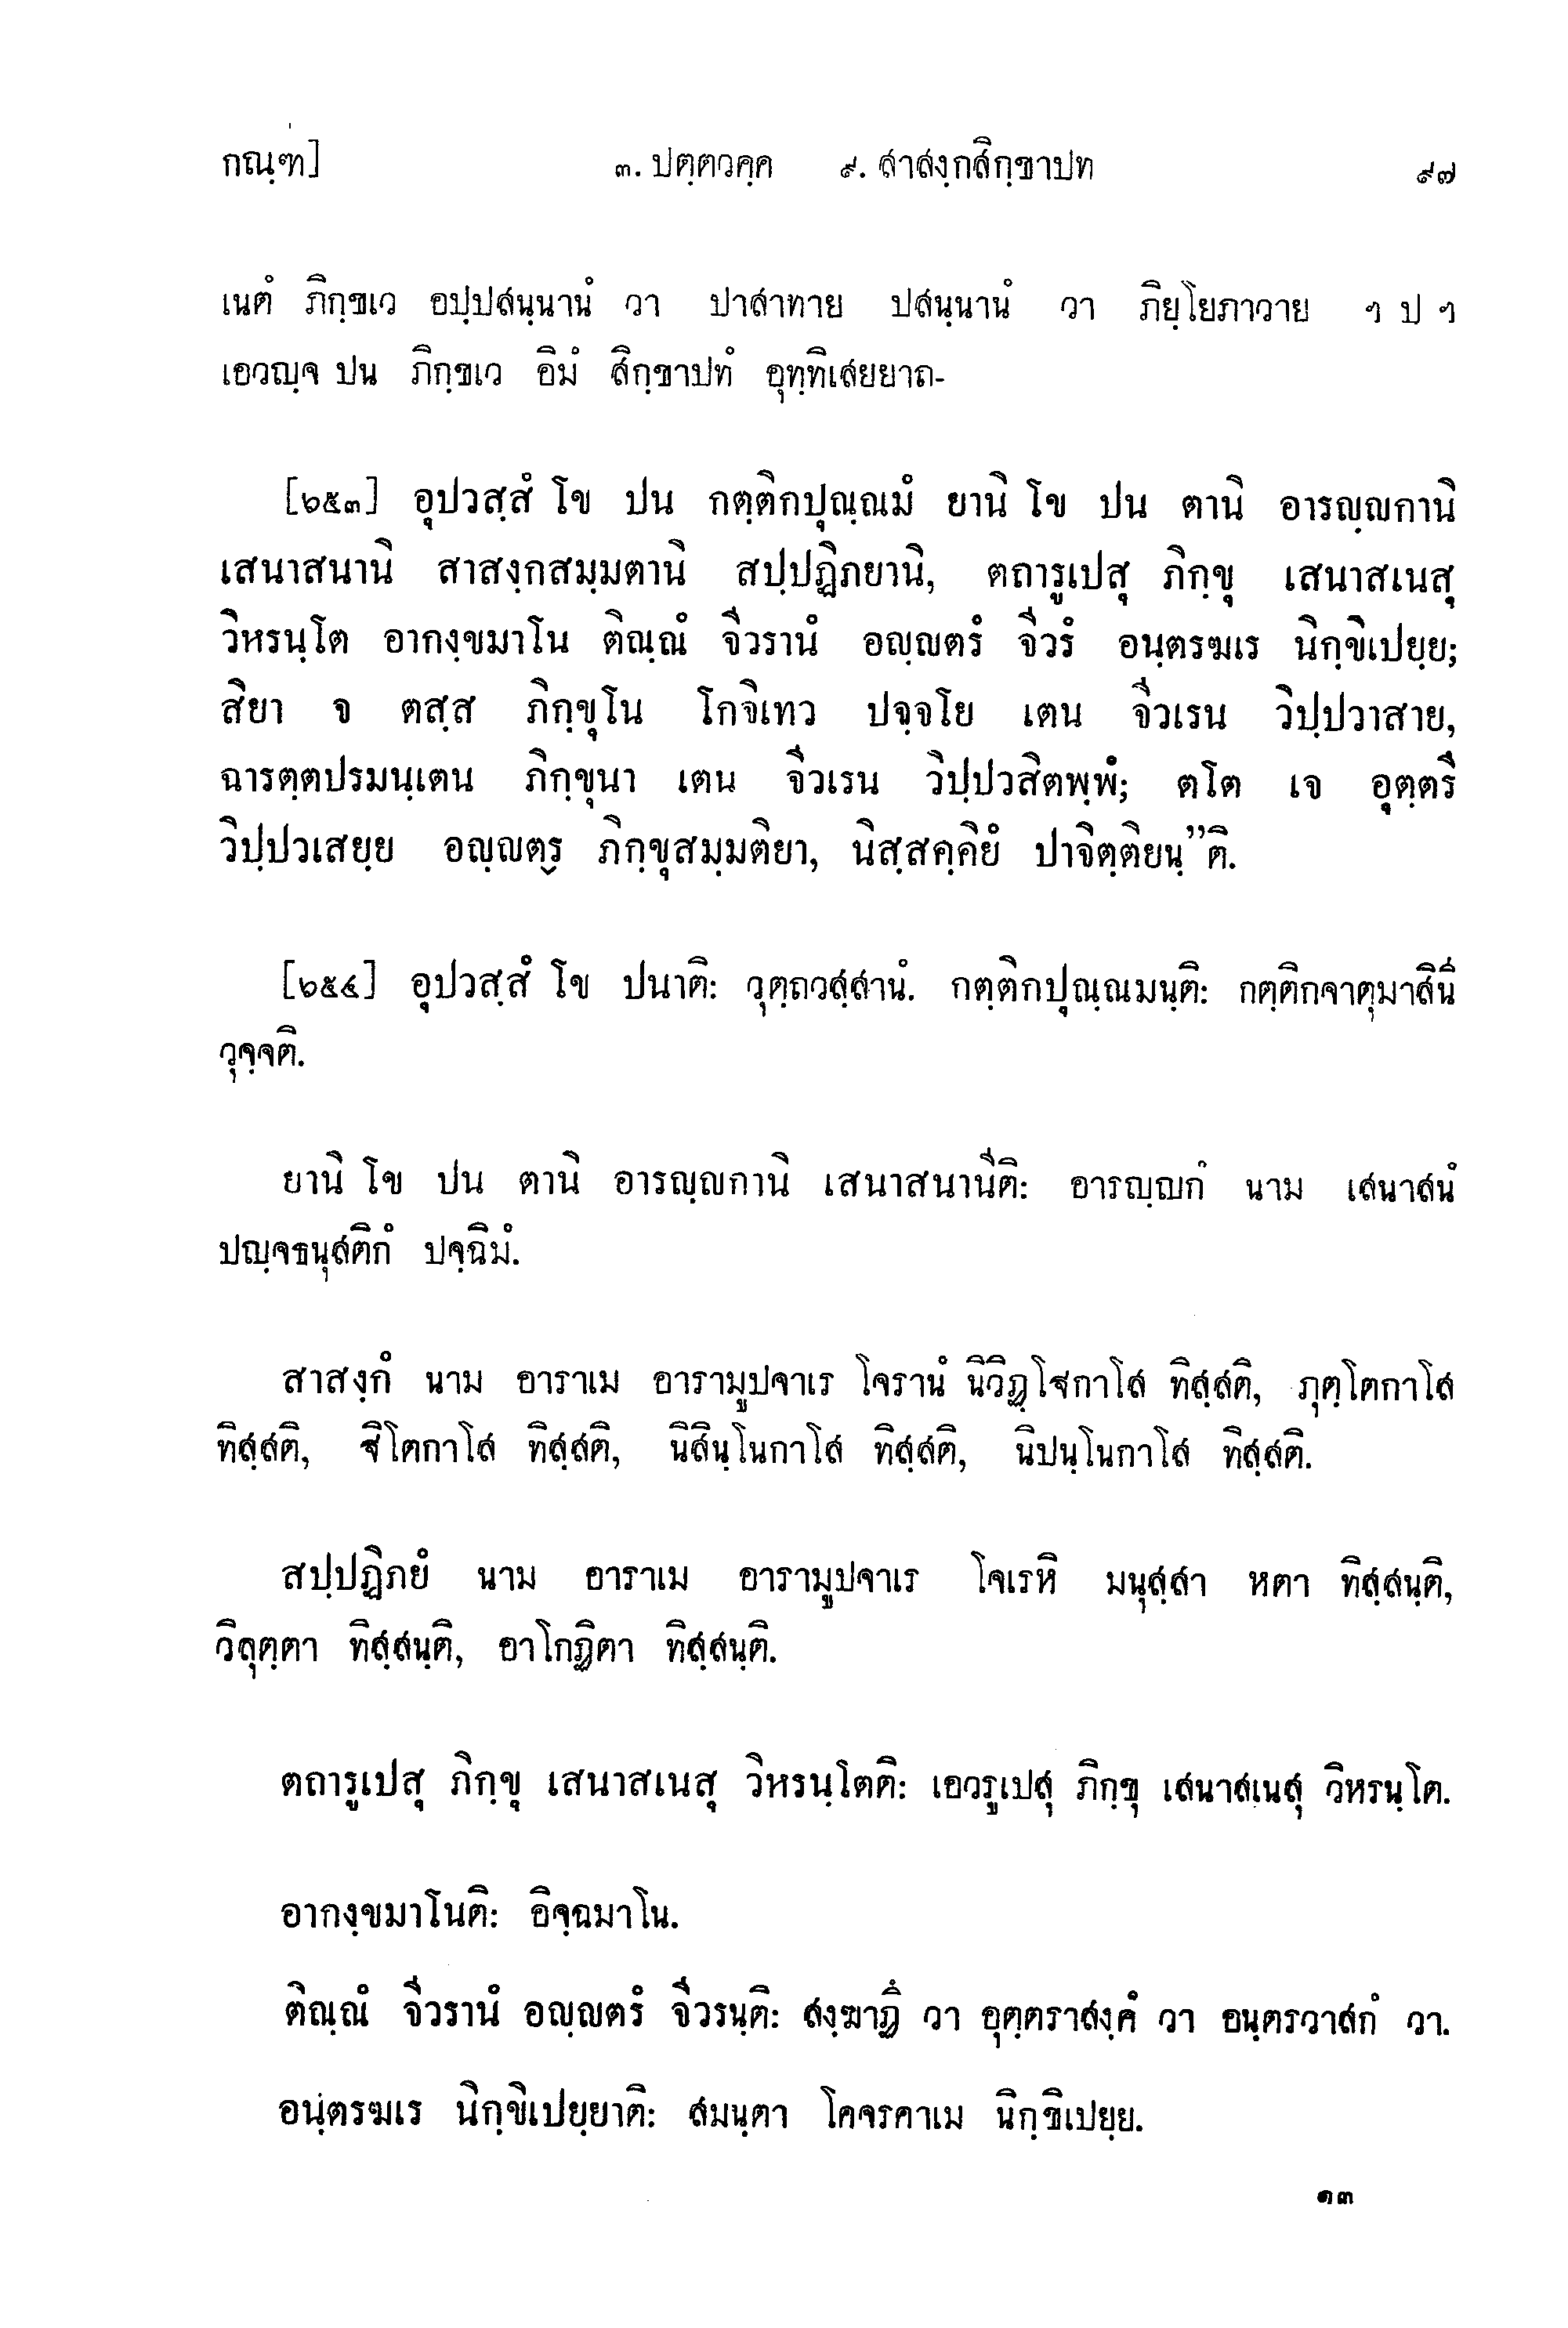 กณฺฑ] ๓. ปตฺตวคฺค ๙. สาสงฺกสิกฺขาปท ๙๗
เนตํ ภิกฺขเว อปฺปสนฺนานํ วา ปาสาทาย ปสนฺนานํ วา ภิยฺโยภาวาย ฯ ป ฯ
เอวญฺจ ปน ภิกฺขเว อิมํ สิกฺขาปทํ อุทฺทิเสยยาถ-
[๖๕๓] อุปวสฺสํ โข ปน กตฺติกปุณฺณมํ ยานิ โข ปน ตานิ อารญฺญกานิ
เสนาสนานิ สาสงฺกสมฺมตานิ สปฺปฏิภยานิ, ตถารูเปสุ ภิกฺขุ เสนาสเนสุ
วิหรนฺโต อากงฺขมาโน ติณฺณํ จีวรานํ อญฺญตรํ จีวรํ อนฺตรฆเร นิกฺขิเปยฺย;
สิยา จ ตสฺส ภิกฺขุโน โกจิเทว ปจฺจโย เตน จีวเรน วิปฺปวาสาย,
ฉารตฺตปรมนฺเตน ภิกฺขุนา เตน จีวเรน วิปฺปวสิตพฺพํ; ตโต เจ อุตฺตรึ
วิปฺปวเสยฺย อญฺญตฺร ภิกฺขุสมฺมติยา, นิสฺสคฺคิยํ ปาจิตฺติยนฺ”ติ.
[๖๕๔] อุปวสฺสํ โข ปนาติ: วุตฺถวสฺสานํ. กตฺติกปุณฺณมนฺติ: กตฺติกจาตุมาสินี
วุจฺจติ.
ยานิ โข ปน ตานิ อารญฺญกานิ เสนาสนานีติ: อารญฺญกํ นาม เสนาสนํ
ปญฺจธนุสติกํ ปจฺฉิมํ.
สาสงฺกํ นาม อาราเม อารามูปจาเร โจรานํ นิวิฏฺโฐกาโส ทิสฺสติ, ภุตฺโตกาโส
ทิสฺสติ, ฐิโตกาโส ทิสฺสติ, นิสินฺโนกาโส ทิสฺสติ, นิปนฺโนกาโส ทิสฺสติ.
สปฺปฏิภยํ นาม อาราเม อารามูปจาเร โจเรหิ มนุสฺสา หตา ทิสฺสนฺติ,
วิลุตฺตา ทิสฺสนฺติ, อาโกฏิตา ทิสฺสนฺติ.
ตถารูเปสุ ภิกฺขุ เสนาสเนสุ วิหรนฺโตติ: เอวรูเปสุ ภิกฺขุ เสนาสเนสุ วิหรนฺโต.
อากงฺขมาโนติ: อิจฺฉมาโน.
ติณฺณํ จีวรานํ อญฺญตรํ จีวรนฺติ: สงฺฆาฏึ วา อุตฺตราสงฺคํ วา อนฺตรวาสกํ วา.
อนฺตรฆเร นิกฺขิเปยฺยาติ: สมนฺตา โคจรคาเม นิกฺขิเปยฺย.
๑๓